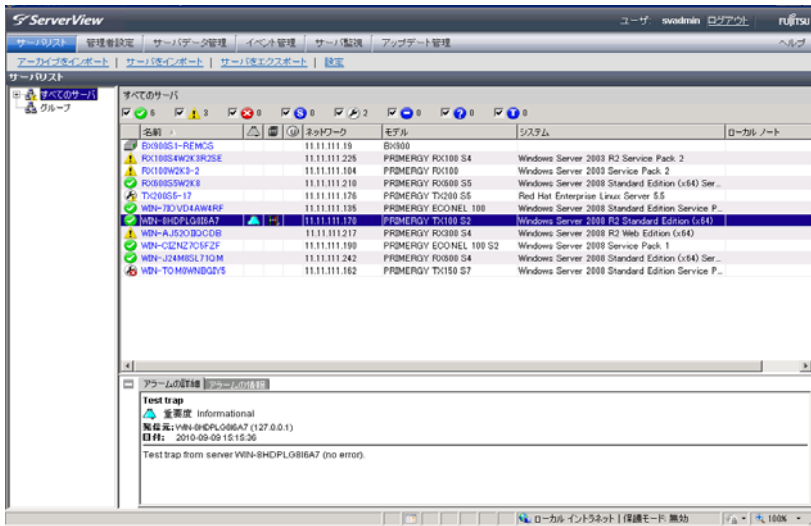 ServerView
ユーザ: svadmin ログアウト FUJITSU
サーバリスト 管理者設定 サーバデータ管理 イベント管理 サーバ監視 アップデート管理 ヘルプ
アーカイブをインポート | サーバをインポート | サーバをエクスポート | 設定
サーバリスト
すべてのサーバ
グループ
すべてのサーバ
6 3 0 0 2 0 0 0
名前 ネットワーク モデル システム ローカル ノート
BX900S1-REMCS 11.11.111.19 BX900
RX100S4W2K3R2SE 11.11.111.225 PRIMERGY RX100 S4 Windows Server 2003 R2 Service Pack 2
RX100W2K3-2 11.11.111.104 PRIMERGY RX100 Windows Server 2003 Service Pack 2
RX600S5W2K8 11.11.111.210 PRIMERGY RX600 S5 Windows Server 2008 Standard Edition (x64) Ser...
TX200S5-17 11.11.111.176 PRIMERGY TX200 S5 Red Hat Enterprise Linux Server 5.5
WIN-7IOVD4AW4RF 11.11.111.135 PRIMERGY ECONEL 100 Windows Server 2008 Standard Edition Service P...
WIN-8HDPLG8I6A7 11.11.111.170 PRIMERGY TX100 S2 Windows Server 2008 R2 Standard Edition (x64)
11.11.111.217 PRIMERGY RX300 S4 Windows Server 2008 R2 Web Edition (x64)
WIN-CIZNZ7C5FZF 11.11.111.190 PRIMERGY ECONEL 100 S2 Windows Server 2008 Service Pack 1
WIN-J24M8SL71QM 11.11.111.242 PRIMERGY RX600 S4 Windows Server 2008 Standard Edition (x64) Ser...
11.11.111.162 PRIMERGY TX150 S7 Windows Server 2008 Standard Edition Service P...
アラームの詳細 アラームの情報
Test trap
重要度 Informational
発信元: WIN-8HDPLG8I6A7 (127.0.0.1)
日付: 2010-09-09 15:15:36
Test trap from server WIN-8HDPLG8I6A7 (no error).
ローカル イントラネット | 保護モード: 無効 100%